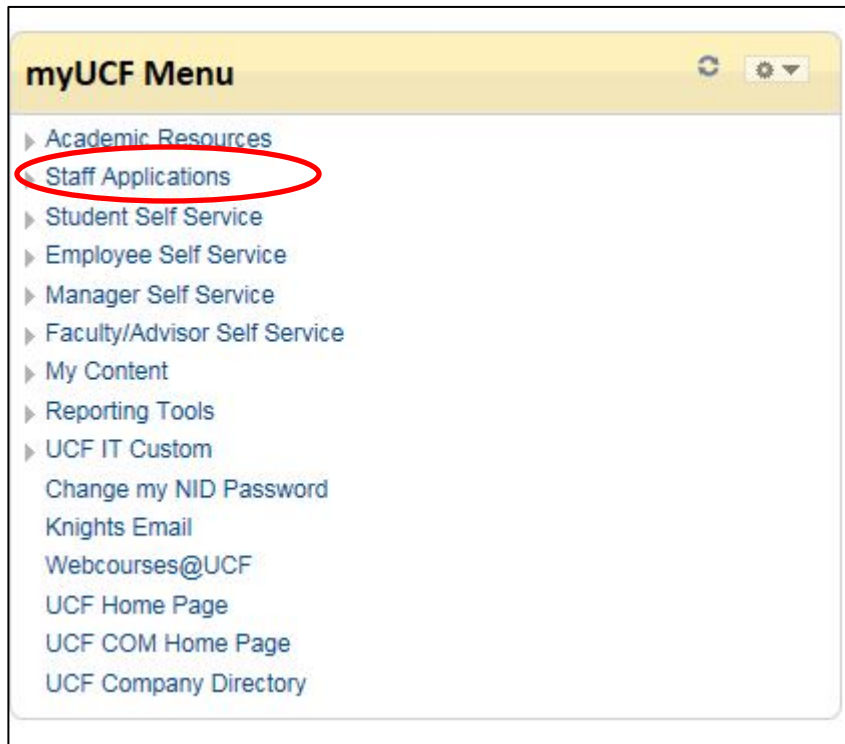 myUCF Menu
Academic Resources
Staff Applications
Student Self Service
Employee Self Service
Manager Self Service
Faculty/Advisor Self Service
My Content
Reporting Tools
UCF IT Custom
Change my NID Password
Knights Email
Webcourses@UCF
UCF Home Page
UCF COM Home Page
UCF Company Directory